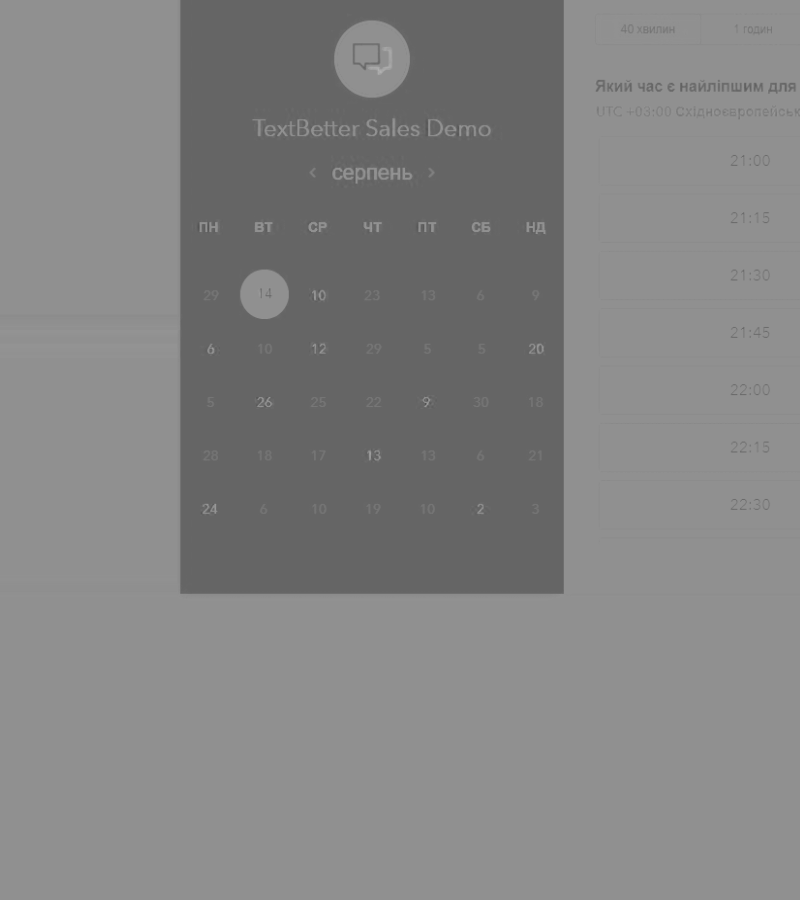 TextBetter Sales Demo
‹ серпень ›
ПН ВТ СР ЧТ ПТ СБ НД
29 14 10 23 13 6 9
6 10 12 29 5 5 20
5 26 25 22 9 30 18
28 18 17 13 13 6 21
24 6 10 19 10 2 3
40 хвилин 1 годин
Який час є найліпшим для
UTC +03:00 Східноєвропейськ
21:00
21:15
21:30
21:45
22:00
22:15
22:30